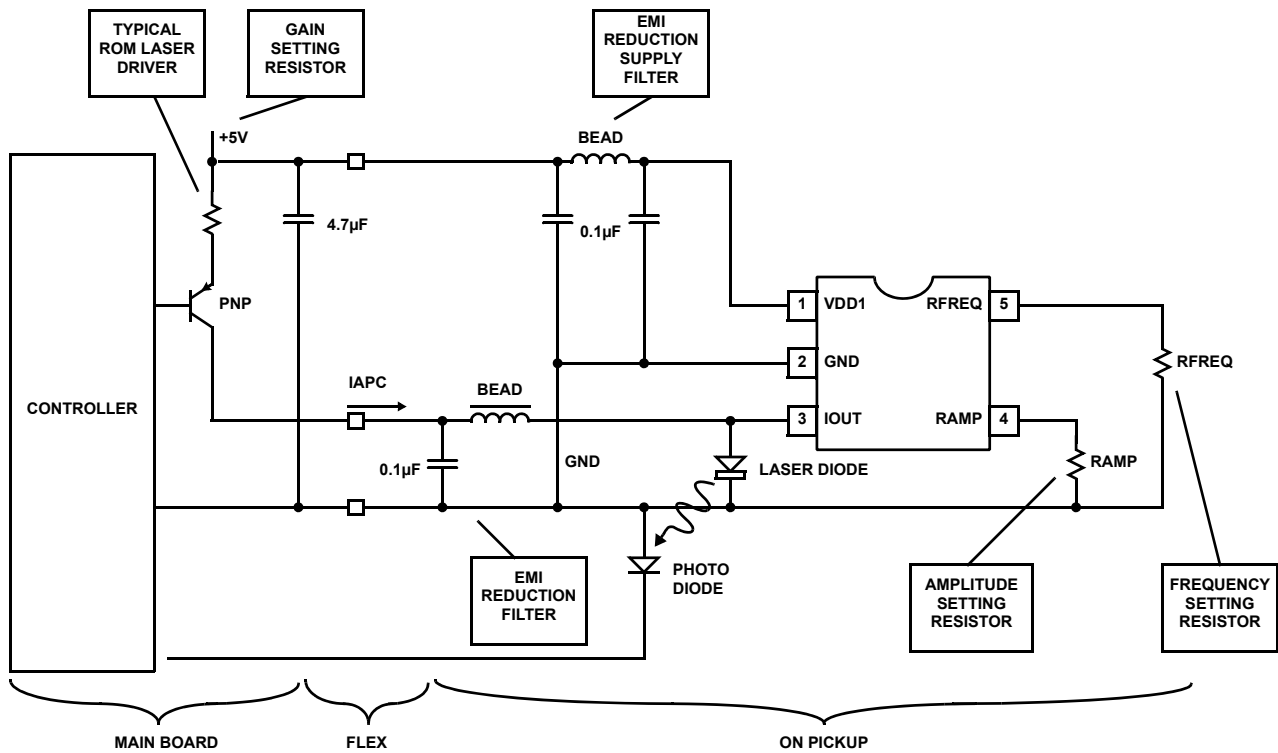 TYPICAL
ROM LASER
DRIVER
GAIN
SETTING
RESISTOR
EMI
REDUCTION
SUPPLY
FILTER
+5V
BEAD
4.7µF
0.1µF
PNP
1
VDD1
RFREQ
5
2
GND
RFREQ
CONTROLLER
IAPC
BEAD
3
IOUT
RAMP
4
0.1µF
GND
LASER DIODE
RAMP
EMI
REDUCTION
FILTER
PHOTO
DIODE
AMPLITUDE
SETTING
RESISTOR
FREQUENCY
SETTING
RESISTOR
MAIN BOARD
FLEX
ON PICKUP